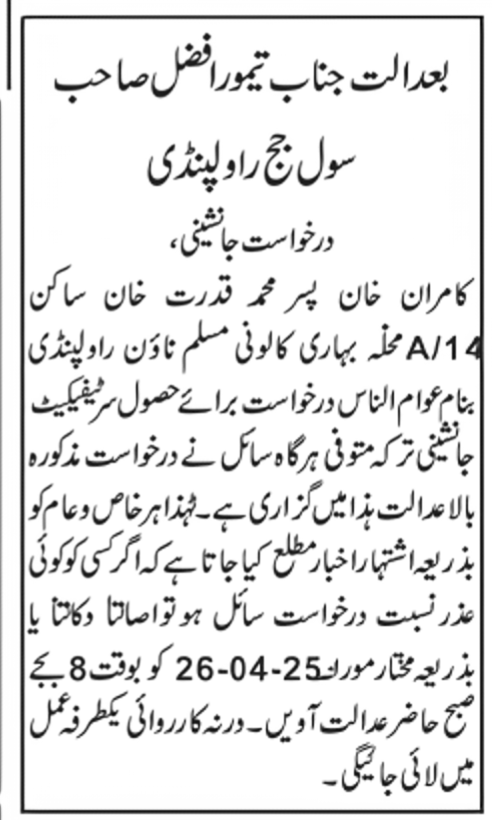 بعدالت جناب تیمور افضل صاحب
سول جج راولپنڈی
درخواست جانشینی،
کامران خان پسر محمد قدرت خان ساکن
A/14 محلہ بہاری کالونی مسلم ٹاؤن راولپنڈی
بنام عوام الناس درخواست برائے حصول سرٹیفیکیٹ
جانشینی ترکہ متوفی ہرگاہ سائل نے درخواست مذکورہ
بالا عدالت ہذا میں گزاری ہے۔ لہٰذا ہر خاص و عام کو
بذریعہ اشتہار اخبار مطلع کیا جاتا ہے کہ اگر کسی کو کوئی
عذر نسبت درخواست سائل ہو تو اصالتا وکالتا یا
بذریعہ مختار مورخہ 25-04-26 کو بوقت 8 بجے
صبح حاضر عدالت آویں۔ ورنہ کارروائی یکطرفہ عمل
میں لائی جائیگی۔